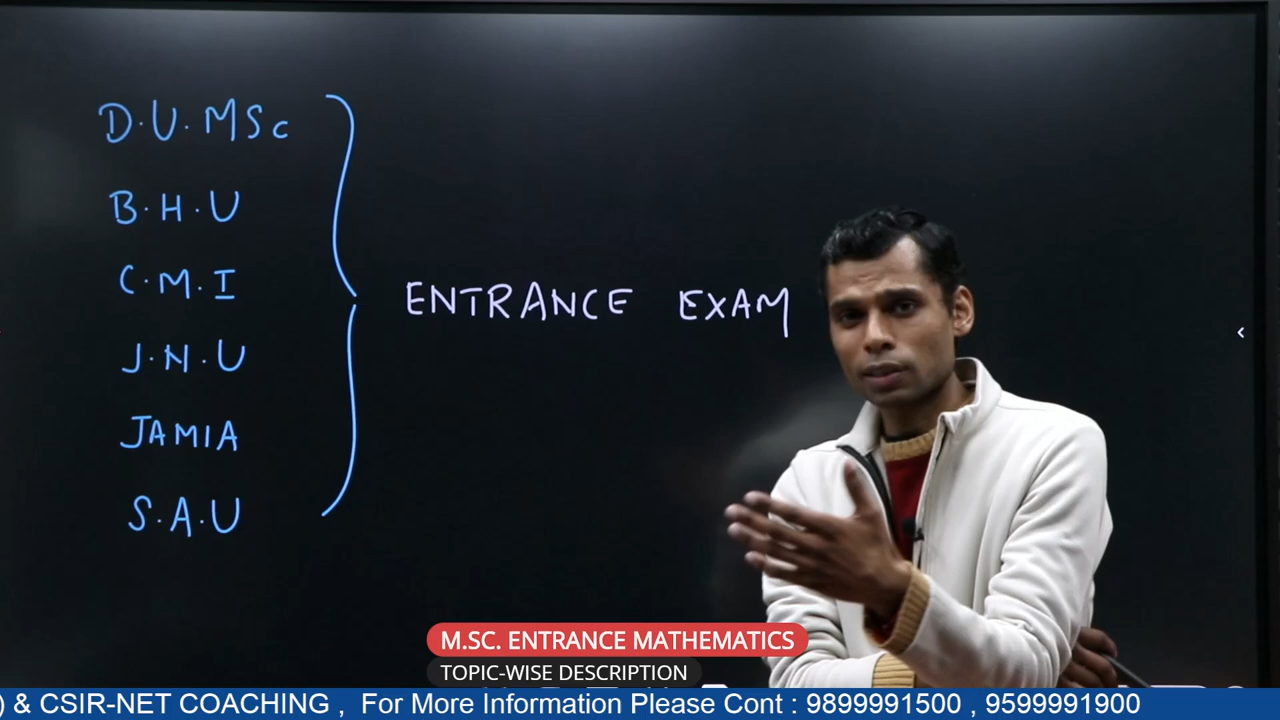 D.U.MSc
B.H.U
C.M.I
J.N.U
JAMIA
S.A.U
ENTRANCE EXAM
M.SC. ENTRANCE MATHEMATICS
TOPIC-WISE DESCRIPTION
) & CSIR-NET COACHING , For More Information Please Cont : 9899991500 , 9599991900